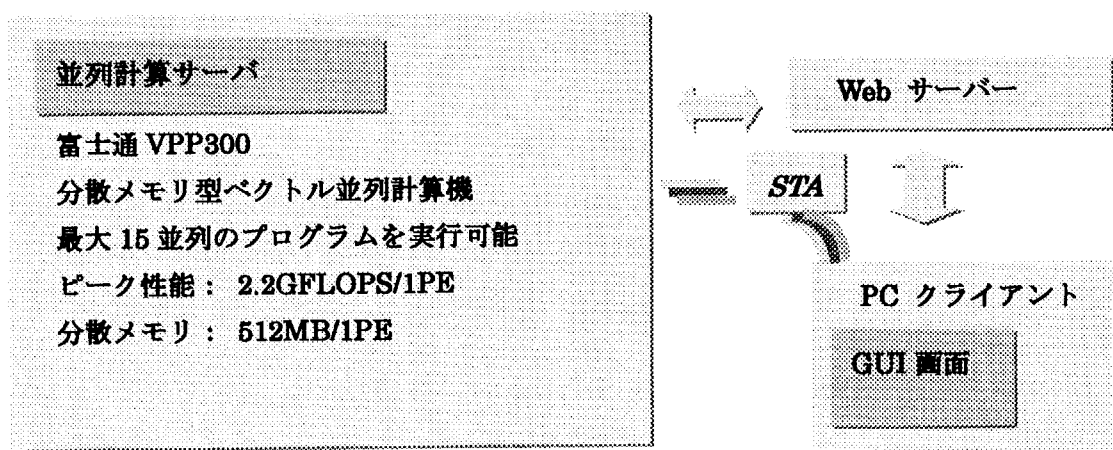 並列計算サーバ
富士通 VPP300
分散メモリ型ベクトル並列計算機
最大 15 並列のプログラムを実行可能
ピーク性能： 2.2GFLOPS/1PE
分散メモリ： 512MB/1PE
Web サーバー
STA
PC クライアント
GUI 画面